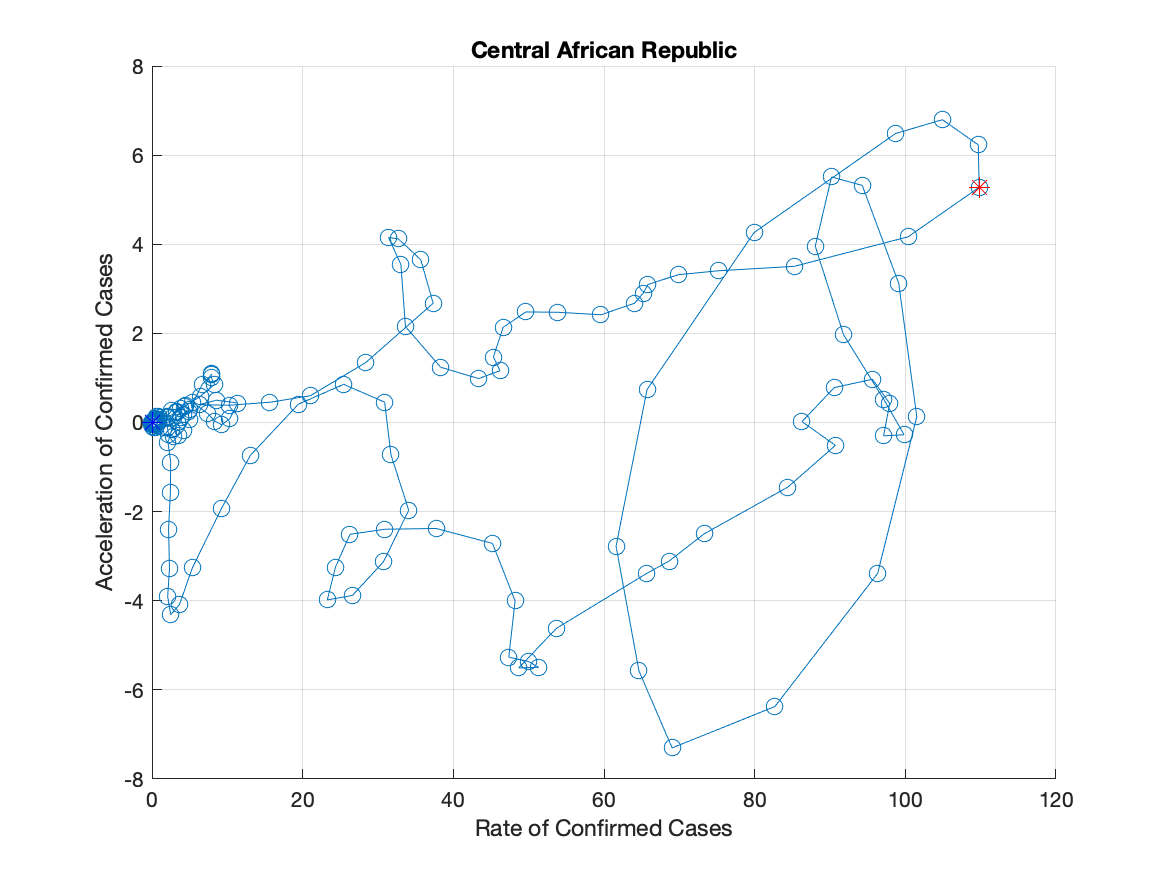 Central African Republic
8
6
4
2
0
-2
-4
-6
-8
Acceleration of Confirmed Cases
0 20 40 60 80 100 120
Rate of Confirmed Cases